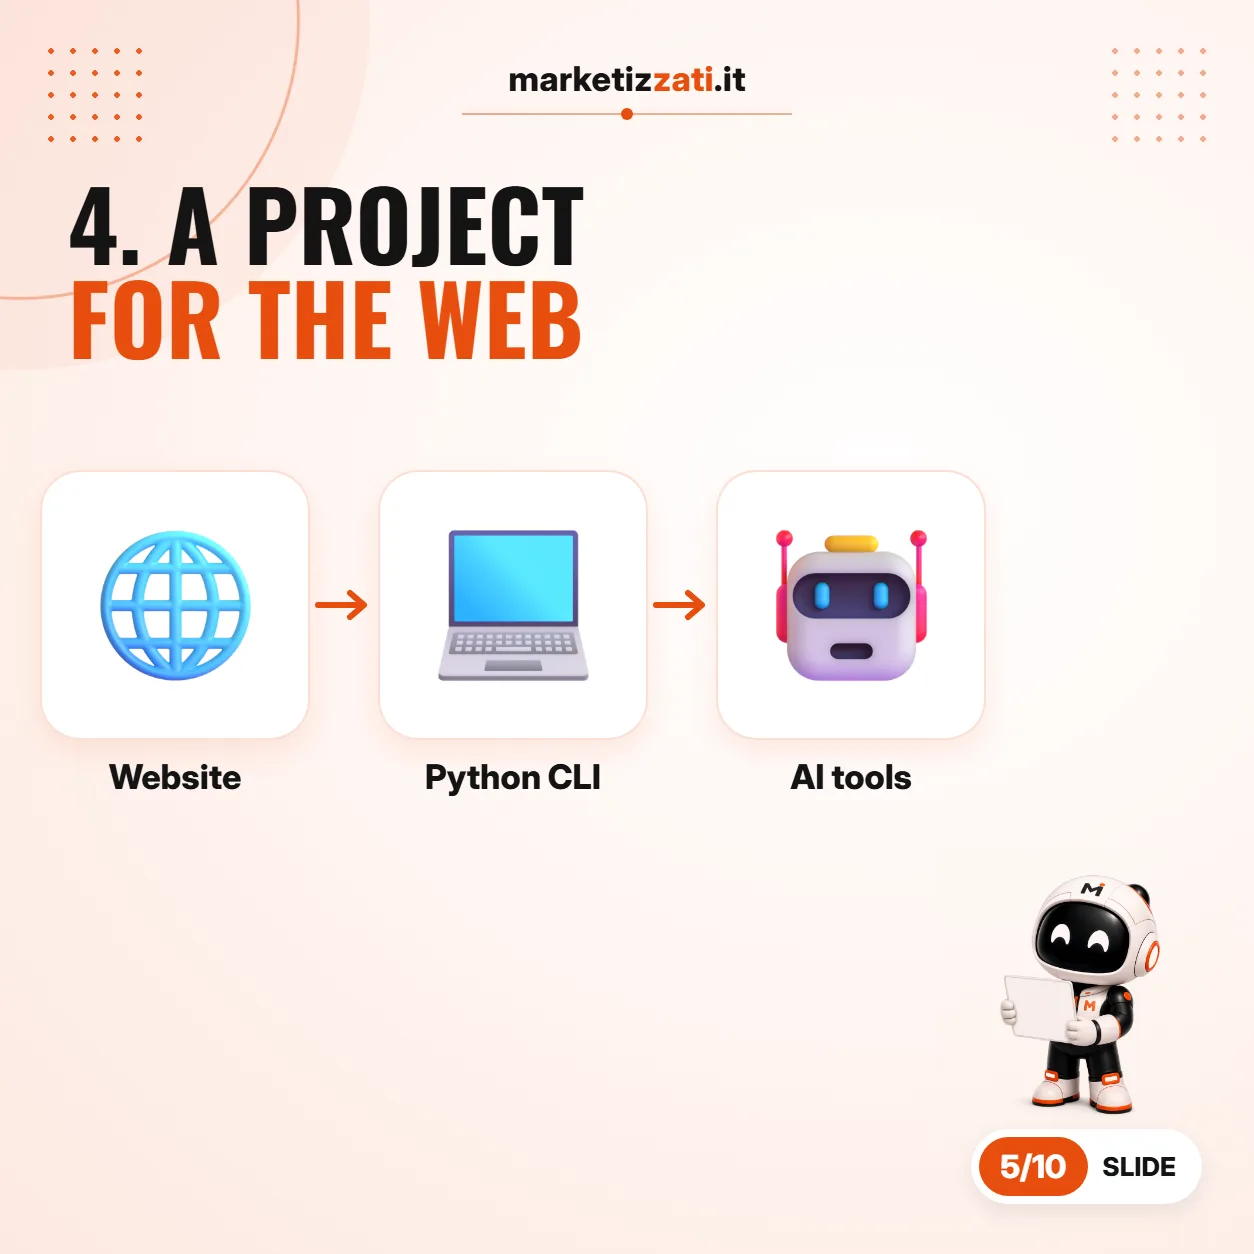 marketizzati.it
4. A PROJECT
FOR THE WEB
Website
Python CLI
AI tools
M
M
5/10 SLIDE